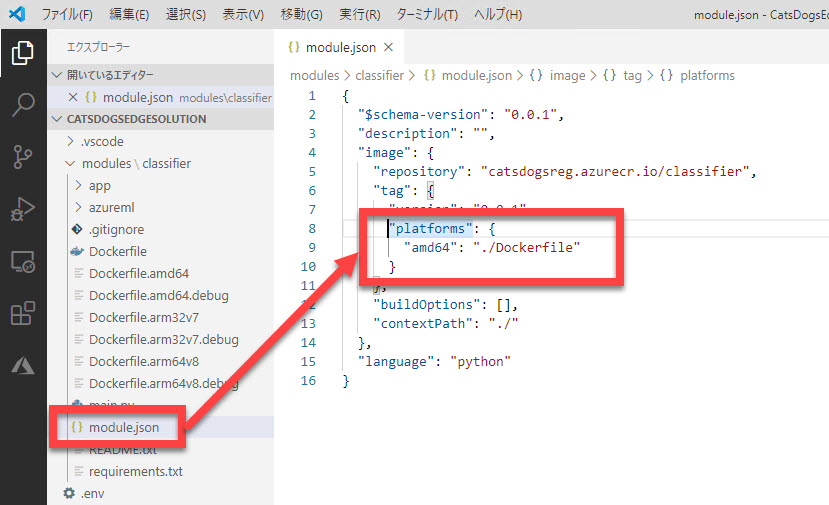 ファイル(F) 編集(E) 選択(S) 表示(V) 移動(G) 実行(R) ターミナル(T) ヘルプ(H) module.json - CatsDogsEd
エクスプローラー
開いているエディター
module.json modules\classifier
CATSDOGSEDGESOLUTION
.vscode
modules \ classifier
app
azureml
.gitignore
Dockerfile
Dockerfile.amd64
Dockerfile.amd64.debug
Dockerfile.arm32v7
Dockerfile.arm32v7.debug
Dockerfile.arm64v8
Dockerfile.arm64v8.debug
main.py
module.json
README.txt
requirements.txt
.env
{} module.json ×
modules > classifier > {} module.json > {} image > {} tag > {} platforms
1 {
2 "$schema-version": "0.0.1",
3 "description": "",
4 "image": {
5 "repository": "catsdogsreg.azurecr.io/classifier",
6 "tag": {
7 "version": "0.0.1",
8 "platforms": {
9 "amd64": "./Dockerfile"
10 }
11 },
12 "buildOptions": [],
13 "contextPath": "./"
14 },
15 "language": "python"
16 }